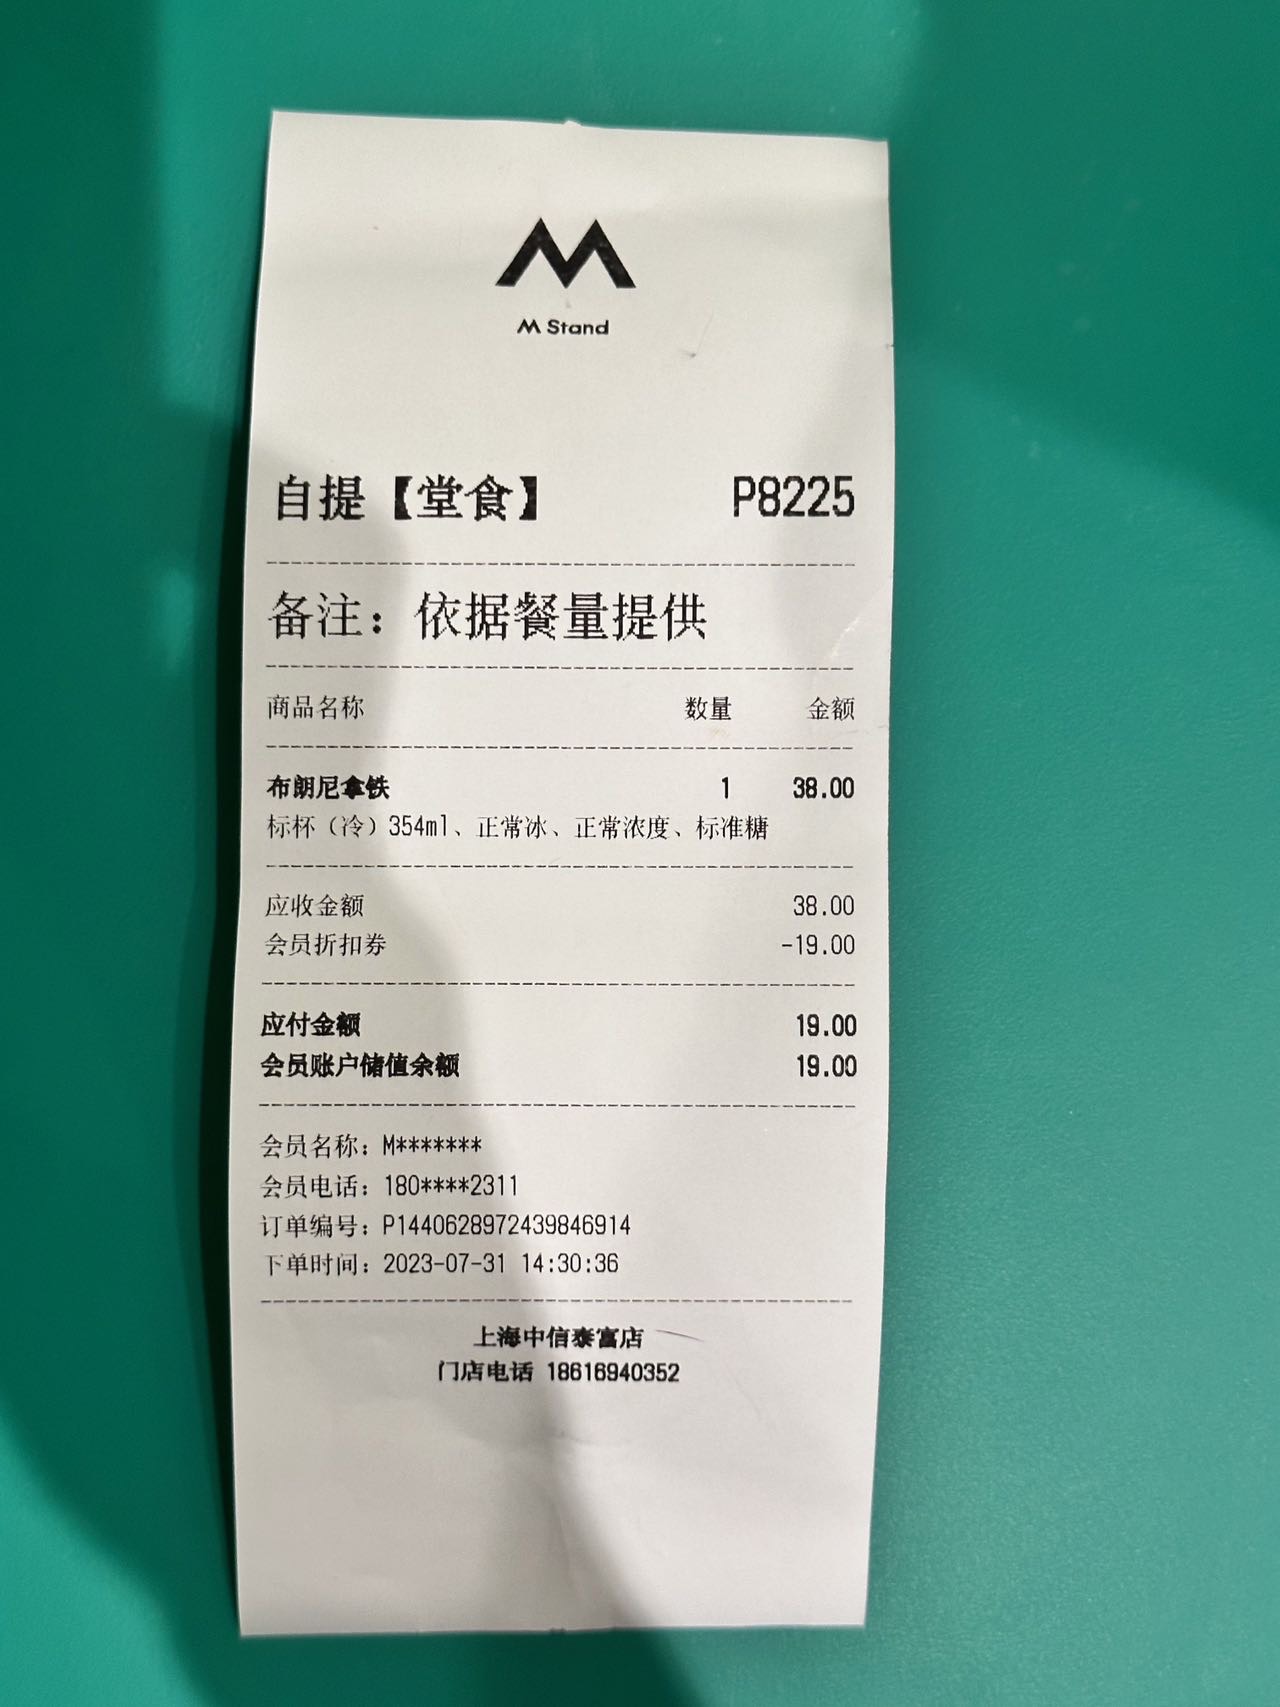 M Stand
自提【堂食】 P8225
备注：依据餐量提供
商品名称 数量 金额
布朗尼拿铁 1 38.00
标杯（冷）354ml、正常冰、正常浓度、标准糖
应收金额 38.00
会员折扣券 -19.00
应付金额 19.00
会员账户储值余额 19.00
会员名称：M*******
会员电话：180****2311
订单编号：P1440628972439846914
下单时间：2023-07-31 14:30:36
上海中信泰富店
门店电话 18616940352